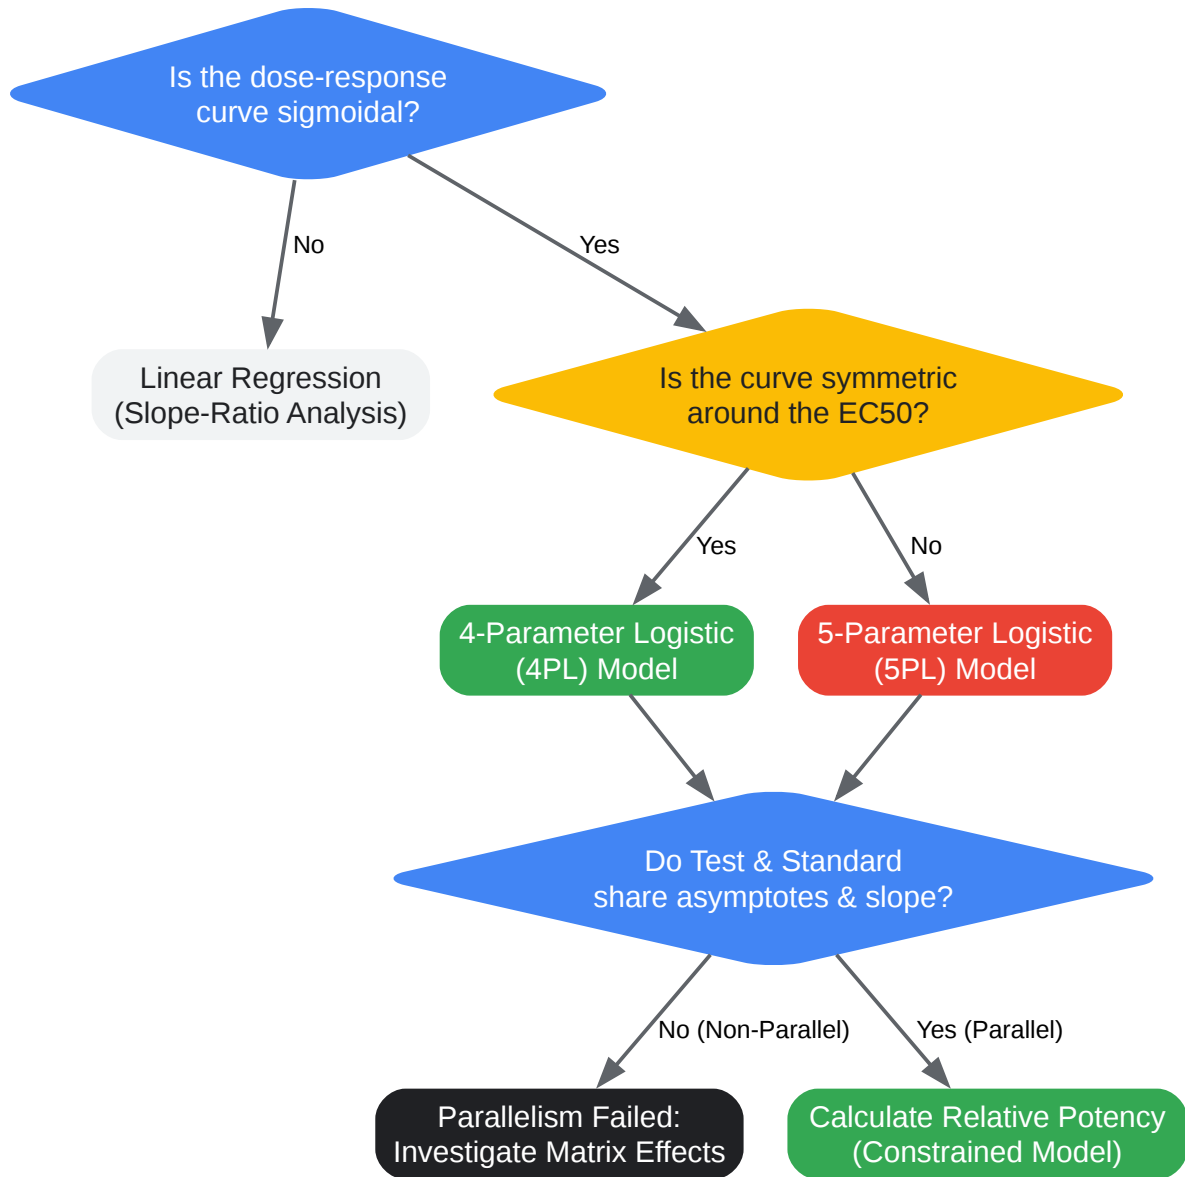 Is the dose-response
curve sigmoidal?
No
Yes
Linear Regression
(Slope-Ratio Analysis)
Is the curve symmetric
around the EC50?
Yes
No
4-Parameter Logistic
(4PL) Model
5-Parameter Logistic
(5PL) Model
Do Test & Standard
share asymptotes & slope?
No (Non-Parallel)
Yes (Parallel)
Parallelism Failed:
Investigate Matrix Effects
Calculate Relative Potency
(Constrained Model)